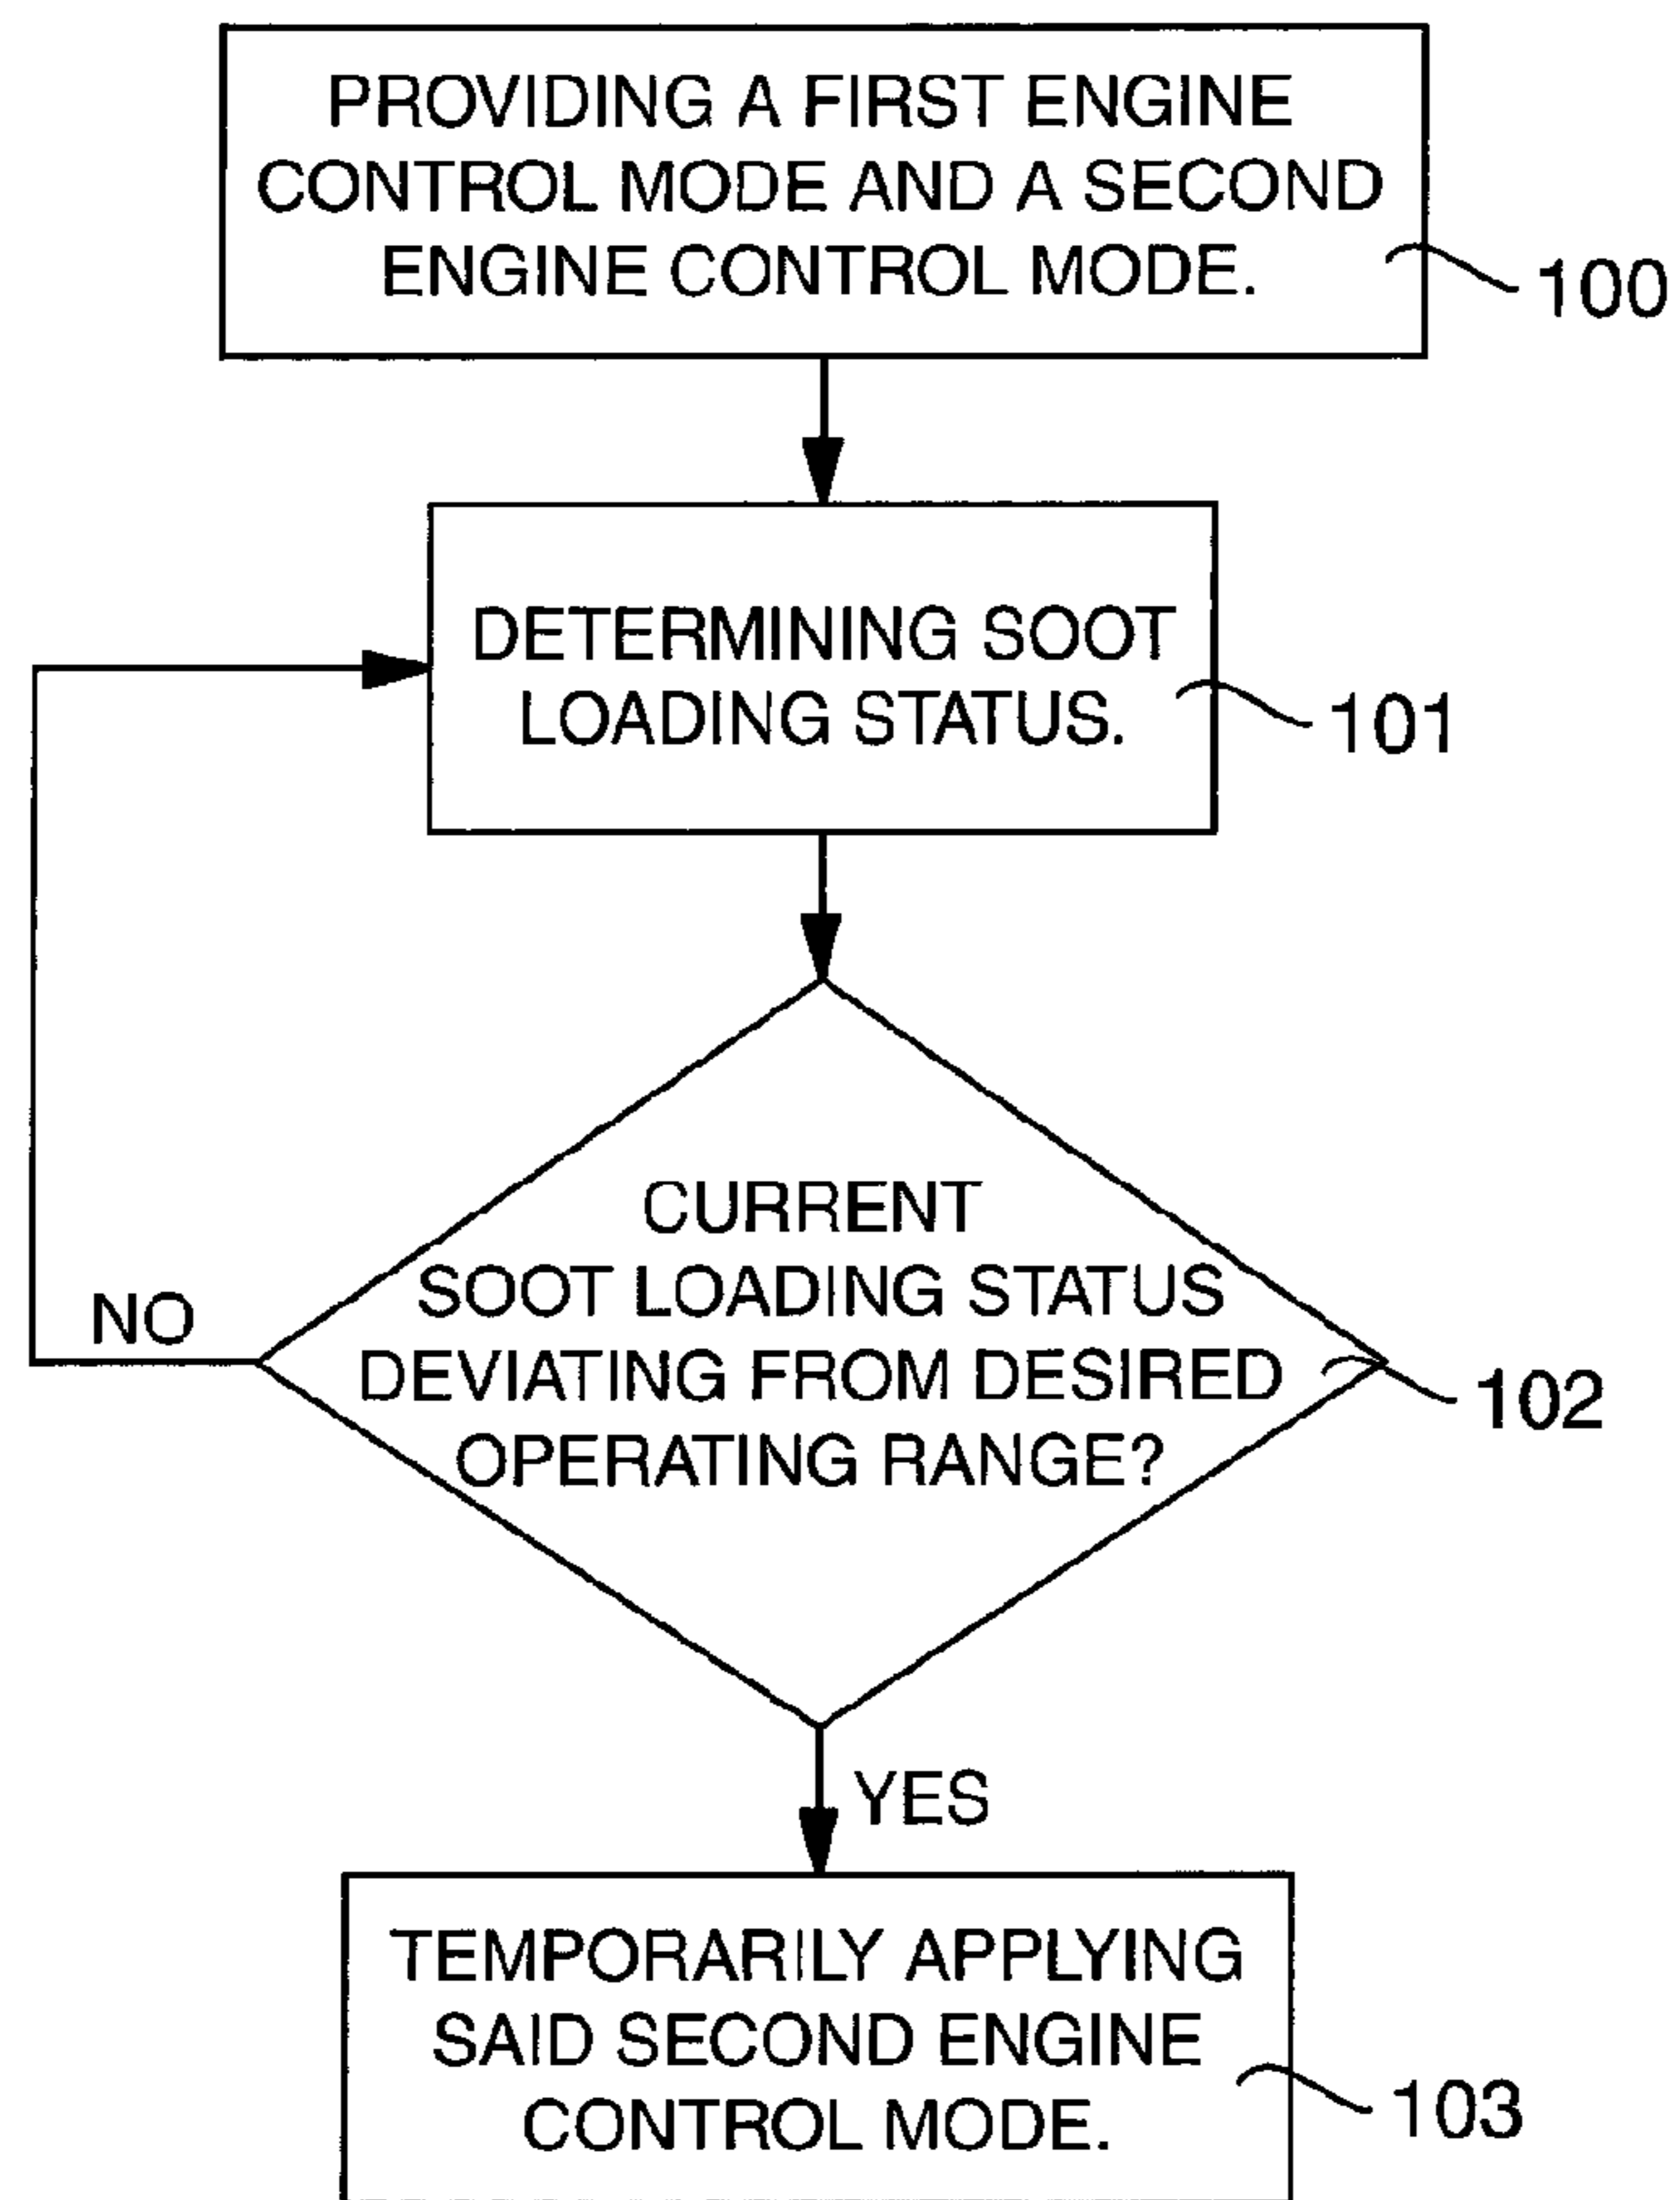 PROVIDING A FIRST ENGINE
CONTROL MODE AND A SECOND
ENGINE CONTROL MODE.
100
DETERMINING SOOT
LOADING STATUS.
101
CURRENT
SOOT LOADING STATUS
DEVIATING FROM DESIRED
OPERATING RANGE?
102
NO
YES
TEMPORARILY APPLYING
SAID SECOND ENGINE
CONTROL MODE.
103